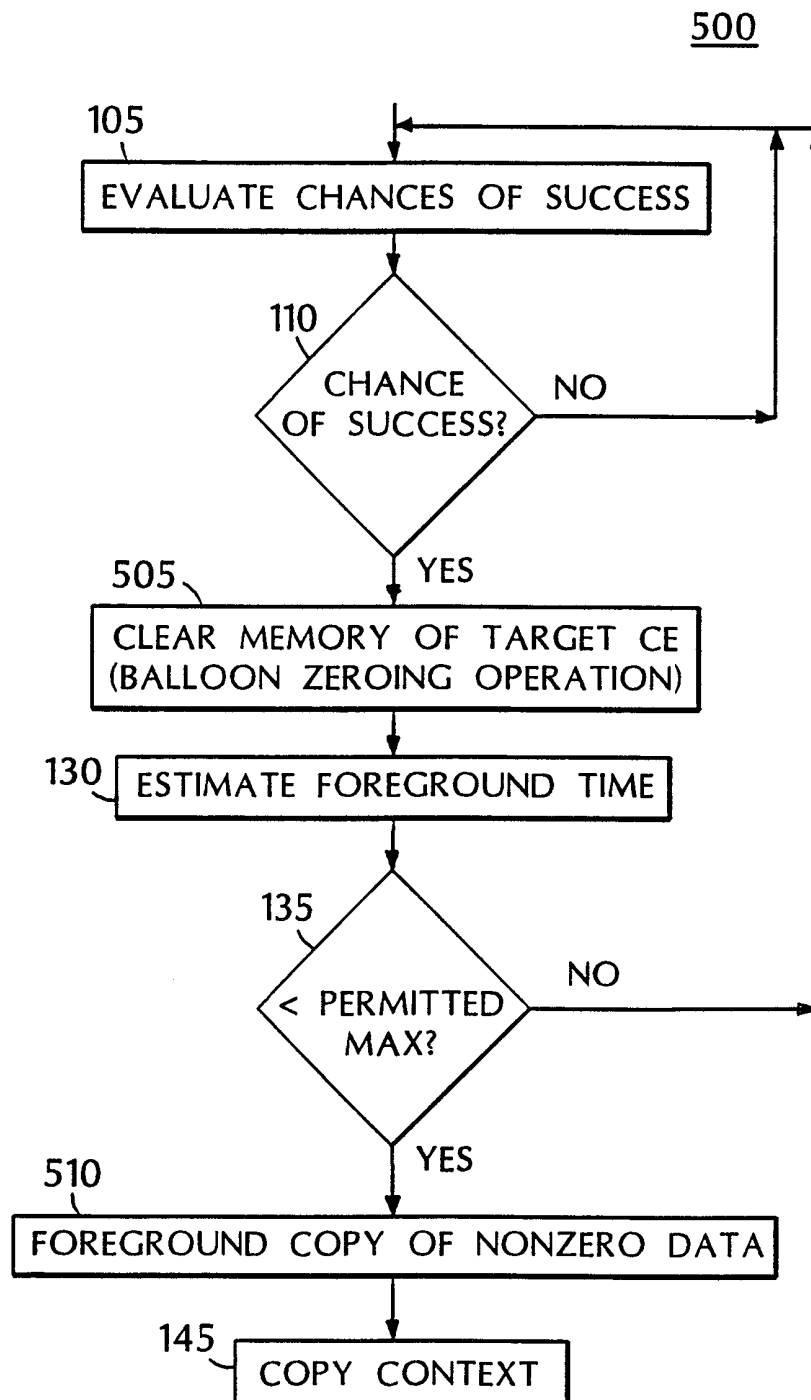 500
105
EVALUATE CHANCES OF SUCCESS
110
CHANCE
OF SUCCESS?
NO
YES
505
CLEAR MEMORY OF TARGET CE
(BALLOON ZEROING OPERATION)
130
ESTIMATE FOREGROUND TIME
135
< PERMITTED
MAX?
NO
YES
510
FOREGROUND COPY OF NONZERO DATA
145
COPY CONTEXT